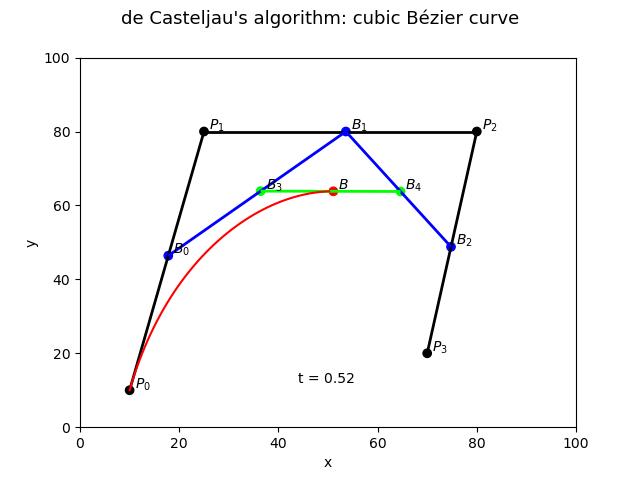 de Casteljau's algorithm: cubic Bézier curve
100
80
60
40
20
0
y
P₁
B₁
P₂
B₃
B
B₄
B₀
B₂
P₃
P₀
t = 0.52
0 20 40 60 80 100
x